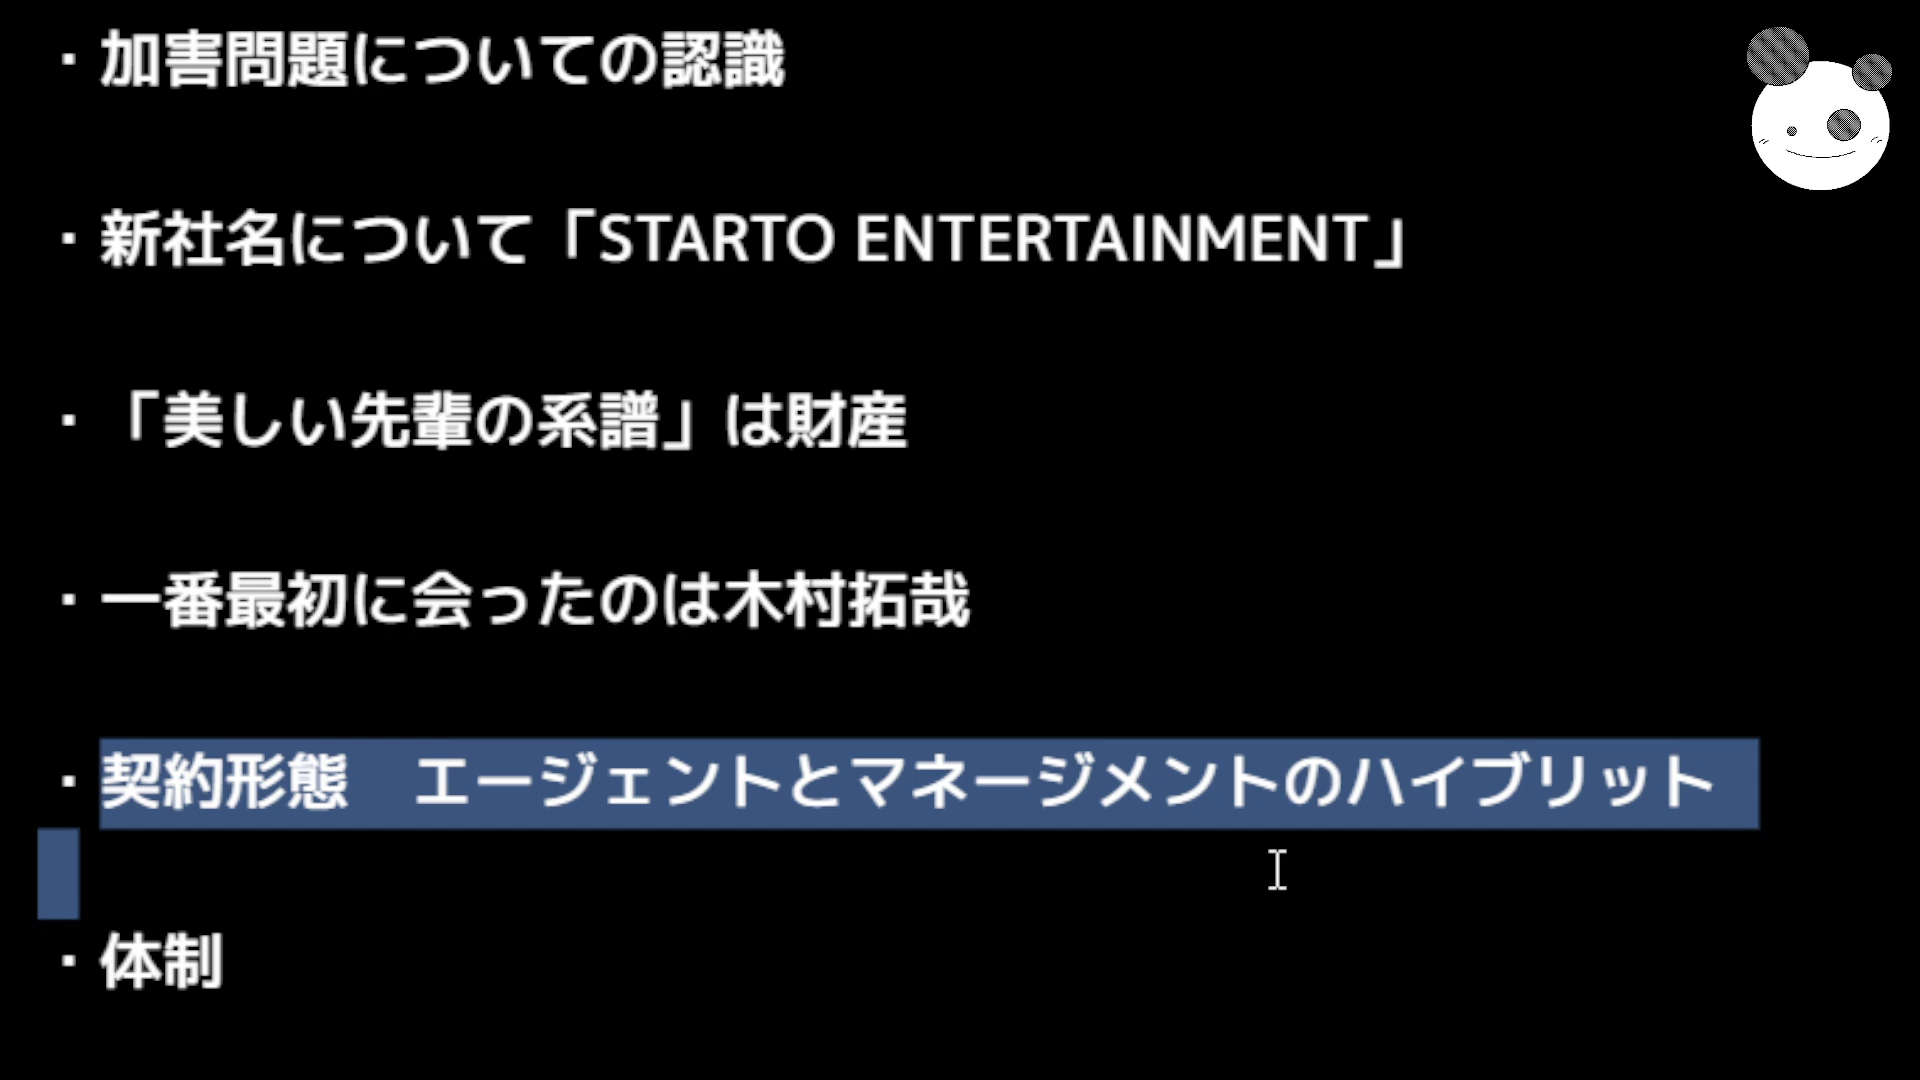 ・加害問題についての認識
・新社名について「STARTO ENTERTAINMENT」
・「美しい先輩の系譜」は財産
・一番最初に会ったのは木村拓哉
・契約形態　エージェントとマネージメントのハイブリット
・体制